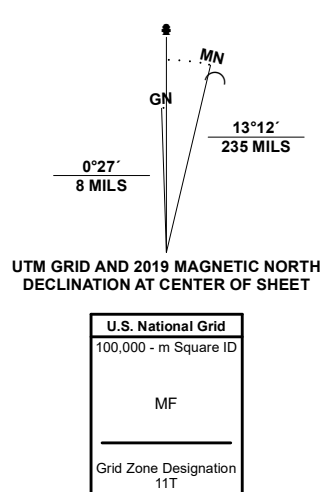 MN
GN
13°12´
235 MILS
0°27´
8 MILS
UTM GRID AND 2019 MAGNETIC NORTH
DECLINATION AT CENTER OF SHEET
U.S. National Grid
100,000 - m Square ID
MF
Grid Zone Designation
11T